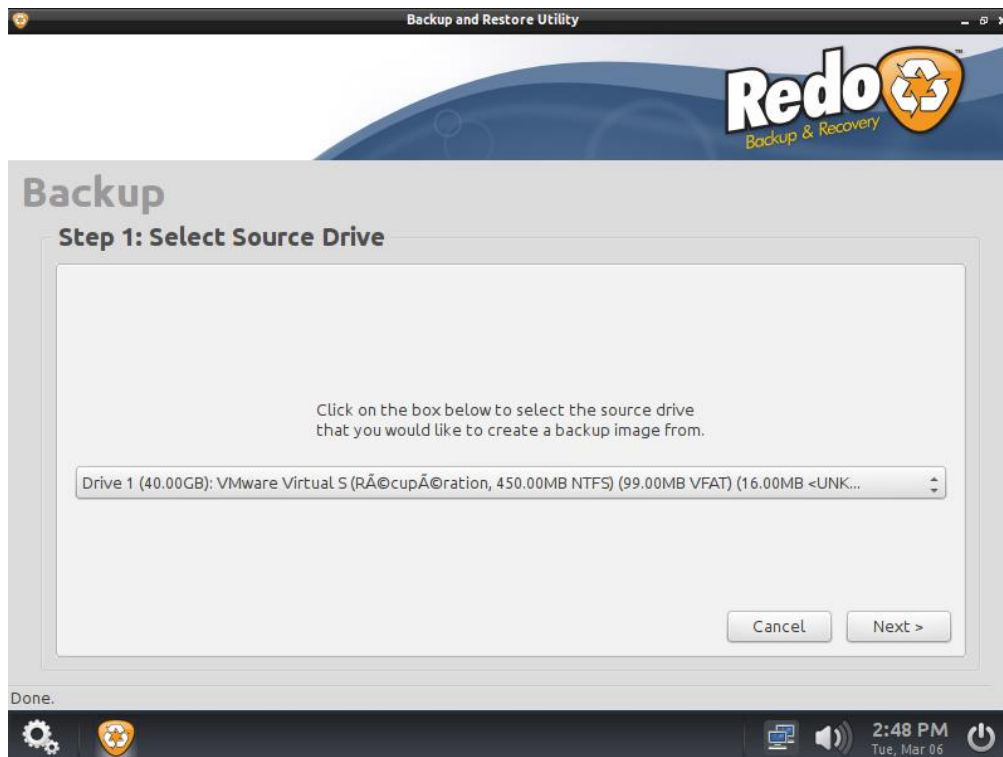 Backup and Restore Utility
Redo™
Backup & Recovery
Backup
Step 1: Select Source Drive
Click on the box below to select the source drive
that you would like to create a backup image from.
Drive 1 (40.00GB): VMware Virtual S (RÃ©cupÃ©ration, 450.00MB NTFS) (99.00MB VFAT) (16.00MB <UNK...
Cancel
Next >
Done.
2:48 PM
Tue, Mar 06